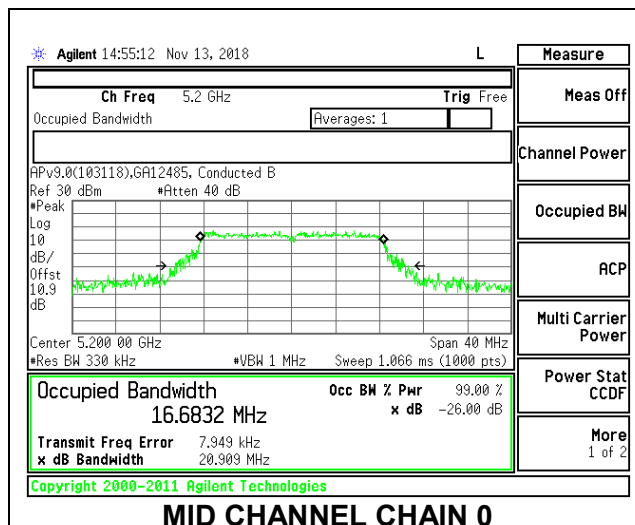 Agilent 14:55:12 Nov 13, 2018 L
Measure
Ch Freq 5.2 GHz Trig Free
Meas Off
Occupied Bandwidth Averages: 1
Channel Power
APv9.0(103118),GA12485, Conducted B
Ref 30 dBm #Atten 40 dB
#Peak
Log
10
dB/
Offst
10.9
dB
Occupied BW
ACP
Multi Carrier
Power
Center 5.200 00 GHz Span 40 MHz
#Res BW 330 kHz #VBW 1 MHz Sweep 1.066 ms (1000 pts)
Occupied Bandwidth Occ BW % Pwr 99.00 %
16.6832 MHz x dB -26.00 dB
Power Stat
CCDF
Transmit Freq Error 7.949 kHz
x dB Bandwidth 20.909 MHz
More
1 of 2
Copyright 2000-2011 Agilent Technologies
MID CHANNEL CHAIN 0